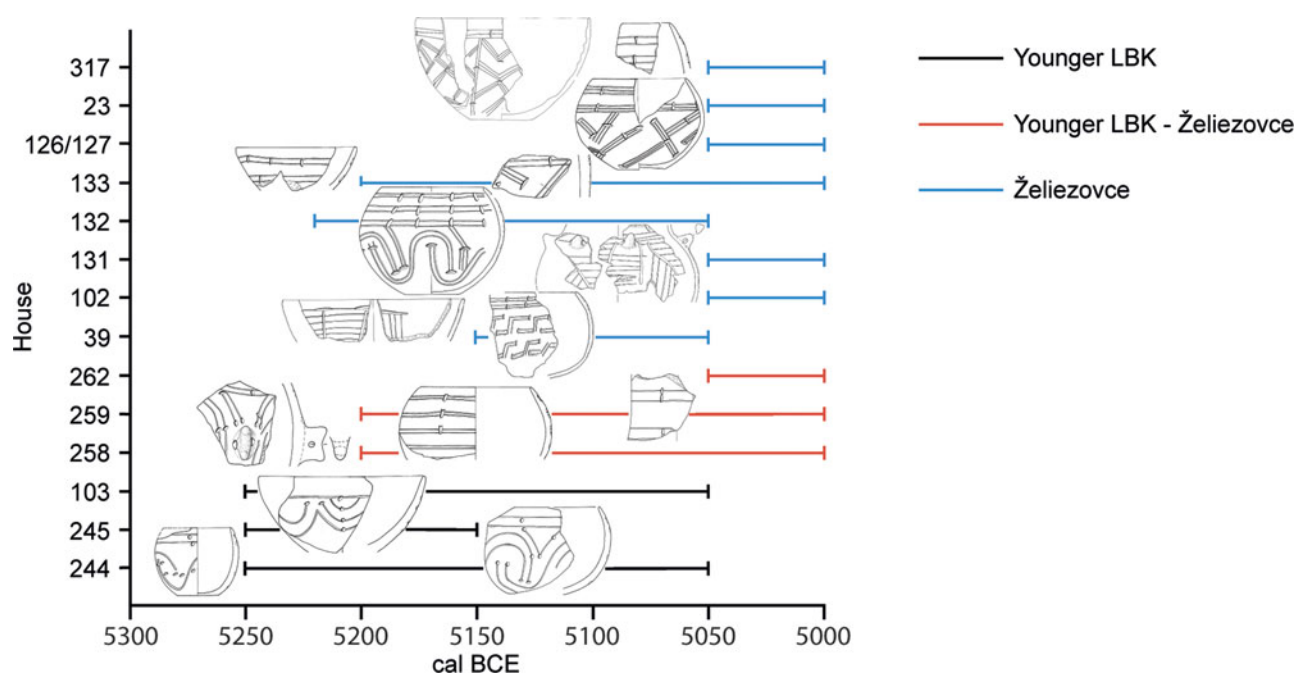 317
23
126/127
133
132
131
102
39
262
259
258
103
245
244
House
5300 5250 5200 5150 5100 5050 5000
cal BCE
Younger LBK
Younger LBK - Želiezovce
Želiezovce